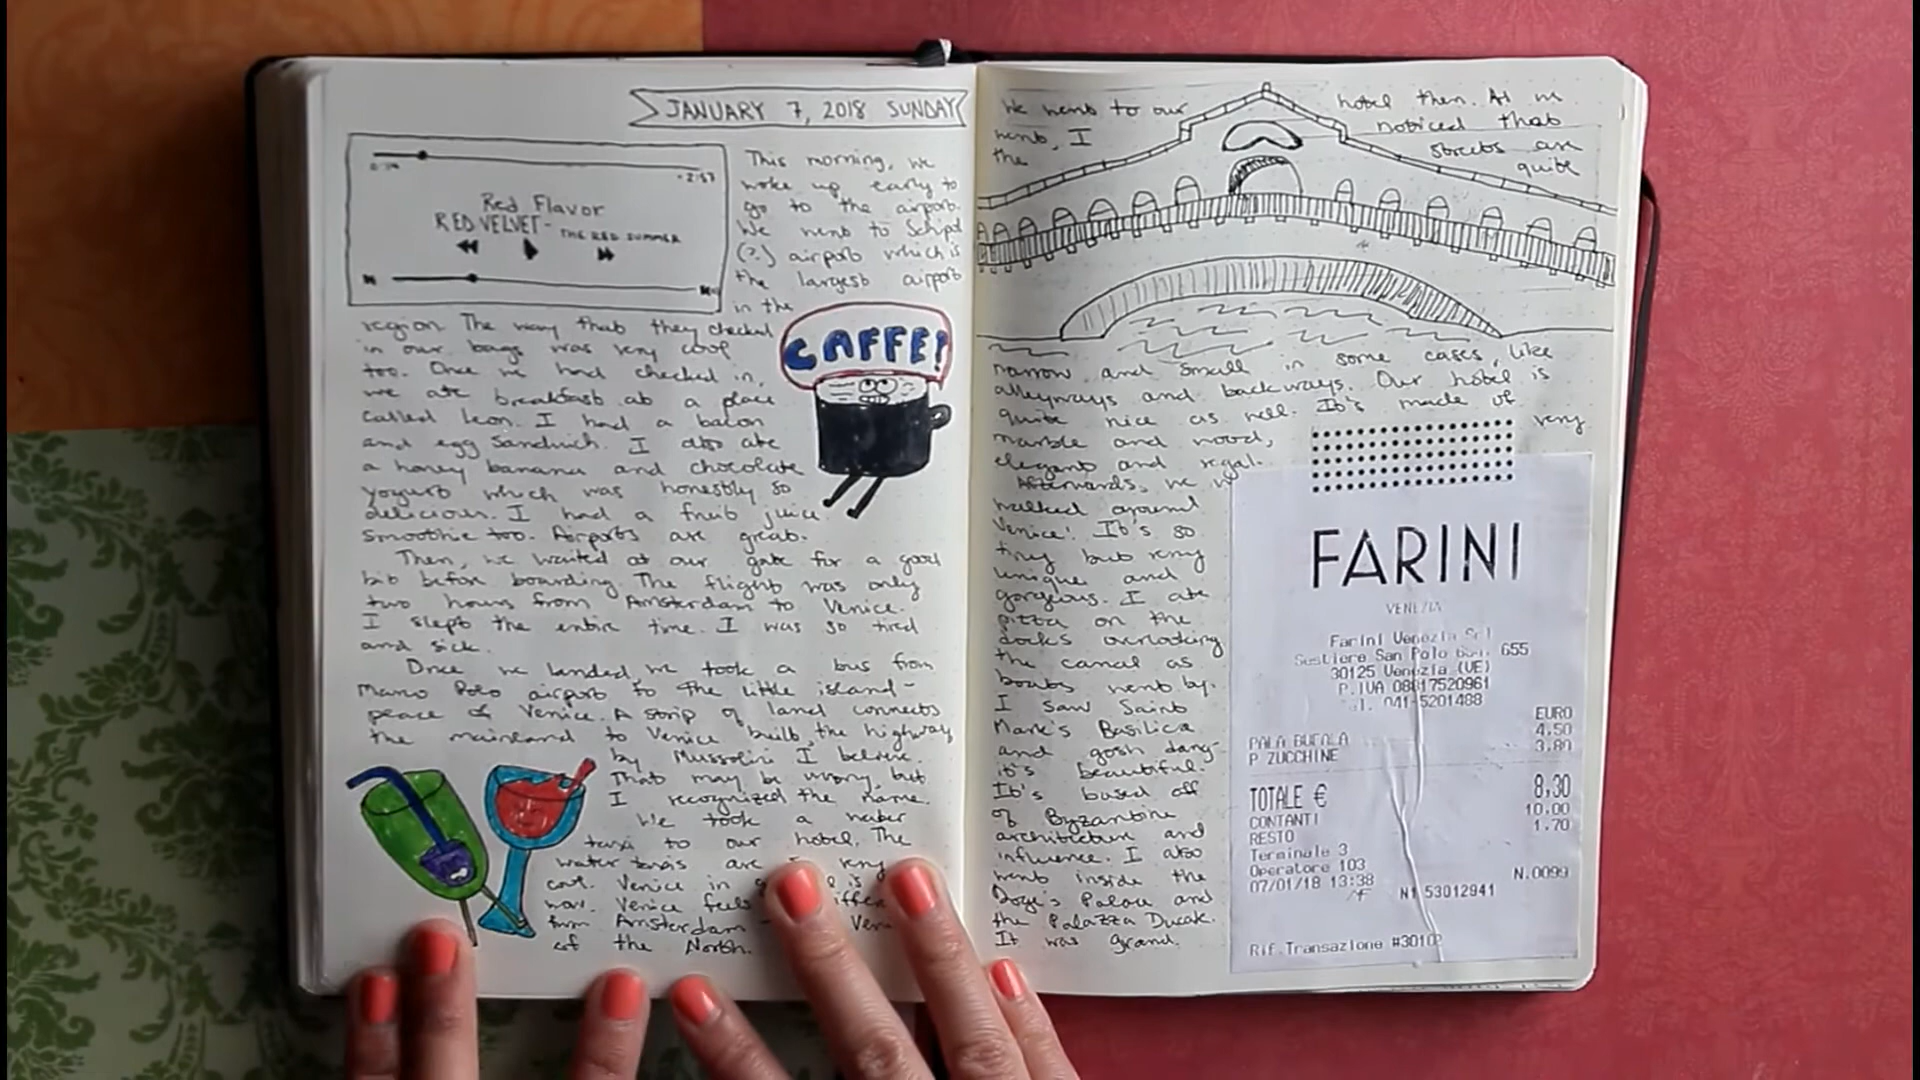 JANUARY 7, 2018 SUNDAY
-2:57
Red Flavor
RED VELVET - THE RED SUMMER
This morning, we
woke up early to
go to the airport.
We went to Schipol
(?) airport which is
the largest airport
in the
region. The way that they checked
in our bags was very cool
too. Once we had checked in,
we ate breakfast at a place
called Leon. I had a bacon
and egg sandwich. I also ate
a honey banana and chocolate
yogurt which was honestly so
delicious. I had a fruit juice
smoothie too. Airports are great.
CAFFE!
Then, we waited at our gate for a good
bit before boarding. The flight was only
two hours from Amsterdam to Venice.
I slept the entire time. I was so tired
and sick.
Once we landed, we took a bus from
Marco Polo airport to the little island-
peace of Venice. A strip of land connects
the mainland to Venice built, the highway
by Mussolini I believe.
That may be wrong, but
I recognized the name.
We took a water
taxi to our hotel. The
water taxis are very
cool. Venice in is
Venice feels
from Amsterdam -
of the North.
We went to our hotel then. As we
went, I noticed that
the streets are
quite
narrow and small in some cases, like
alleyways and backways. Our hotel is
quite nice as well. It's made of
marble and wood, very
elegant and regal.
Afterwards, we
walked around
Venice! It's so
tiny but very
unique and
gorgeous. I ate
pizza on the
docks overlooking
the canal as
boats went by.
I saw Saint
Mark's Basilica
and gosh dang-
it's beautiful.
It's based off
of Byzantine
architecture and
influence. I also
went inside the
Doge's Palace and
the Palazza Ducale.
It was grand.
FARINI
VENEZIA
Farini Venezia Srl
Sestiere San Polo 655
30125 Venezia (VE)
P.IVA 08817520961
041-5201488
EURO
PALA BUFALA 4.50
P ZUCCHINE 3.80
TOTALE € 8,30
CONTANTI 10.00
RESTO 1.70
Terminale 3
Operatore 103 N.0099
07/01/18 13:38
53012941
Rif.Transazione